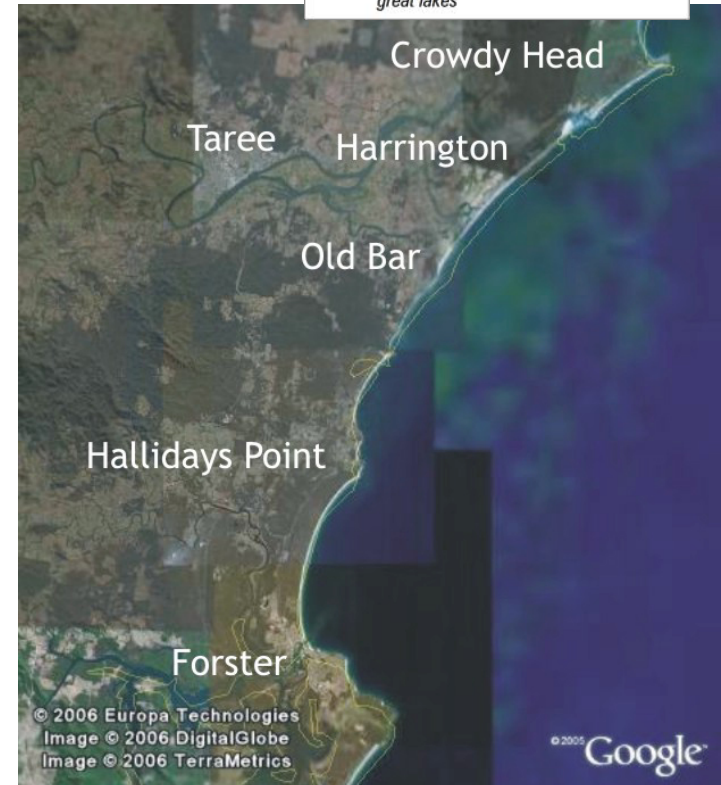 great lakes
Crowdy Head
Taree
Harrington
Old Bar
Hallidays Point
Forster
© 2006 Europa Technologies
Image © 2006 DigitalGlobe
Image © 2006 TerraMetrics
©2005 Google™